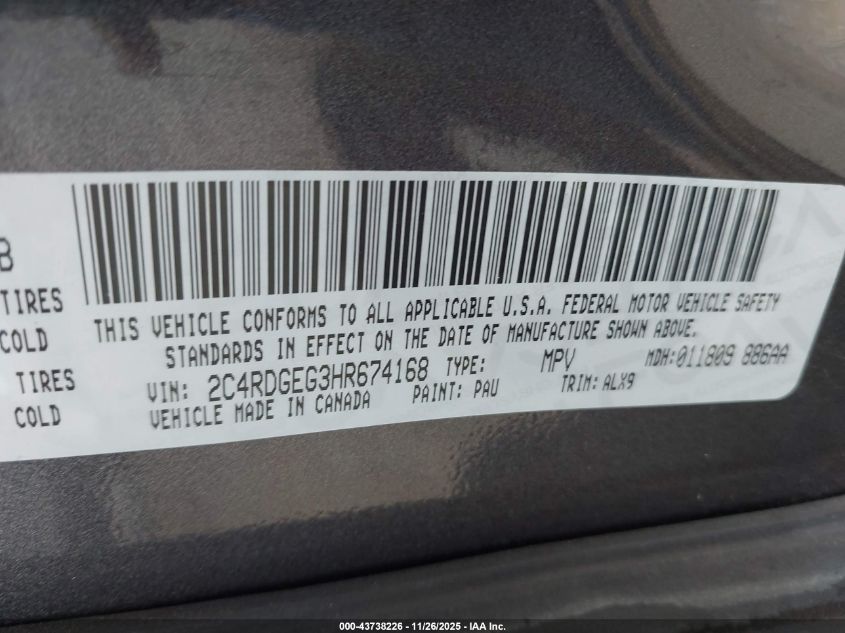 B
TIRES
COLD
TIRES
COLD
THIS VEHICLE CONFORMS TO ALL APPLICABLE U.S.A. FEDERAL MOTOR VEHICLE SAFETY
STANDARDS IN EFFECT ON THE DATE OF MANUFACTURE SHOWN ABOVE.
VIN: 2C4RDGEG3HR674168 TYPE: MPV MDH:011809 886AA
VEHICLE MADE IN CANADA PAINT: PAU TRIM: ALX9
000-43738226 - 11/26/2025 - IAA Inc.